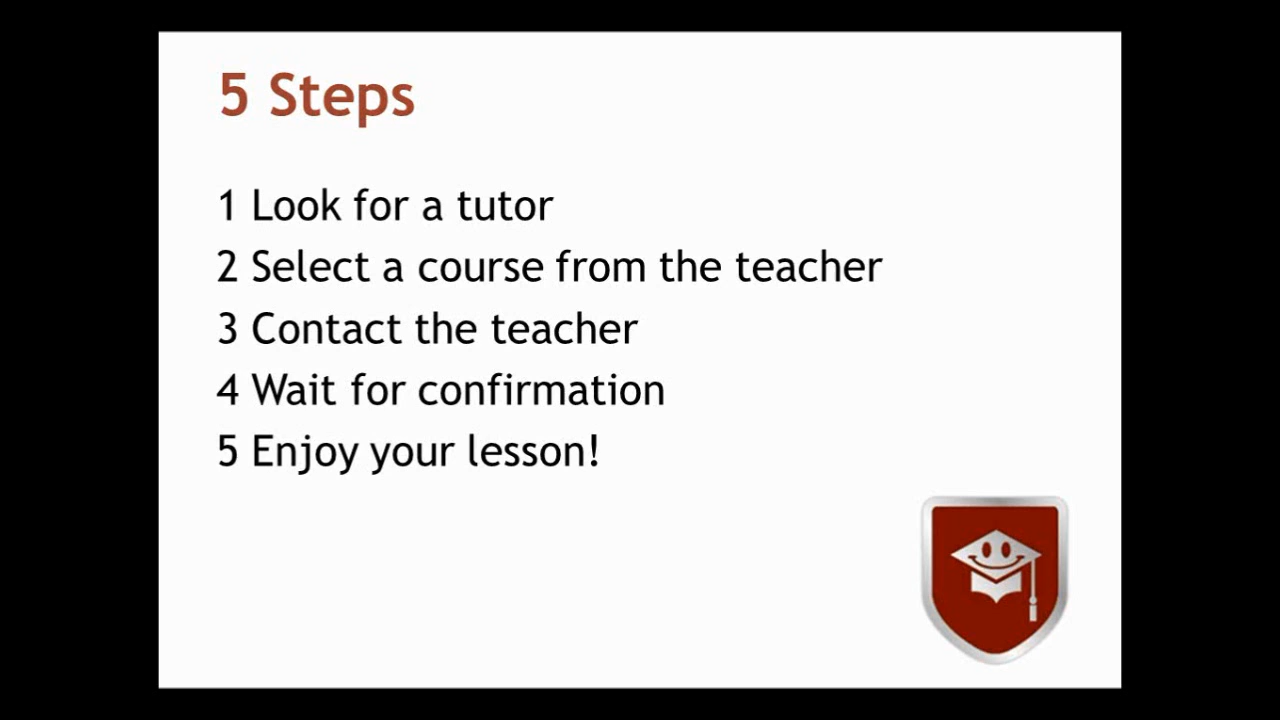 5 Steps
1 Look for a tutor
2 Select a course from the teacher
3 Contact the teacher
4 Wait for confirmation
5 Enjoy your lesson!